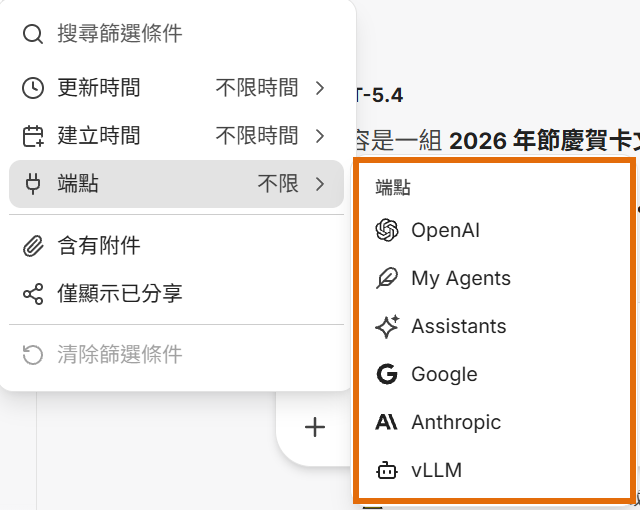 搜尋篩選條件
更新時間 不限時間
建立時間 不限時間
端點 不限
含有附件
僅顯示已分享
清除篩選條件
T-5.4
容是一組 2026 年節慶賀卡文
端點
OpenAI
My Agents
Assistants
Google
Anthropic
vLLM